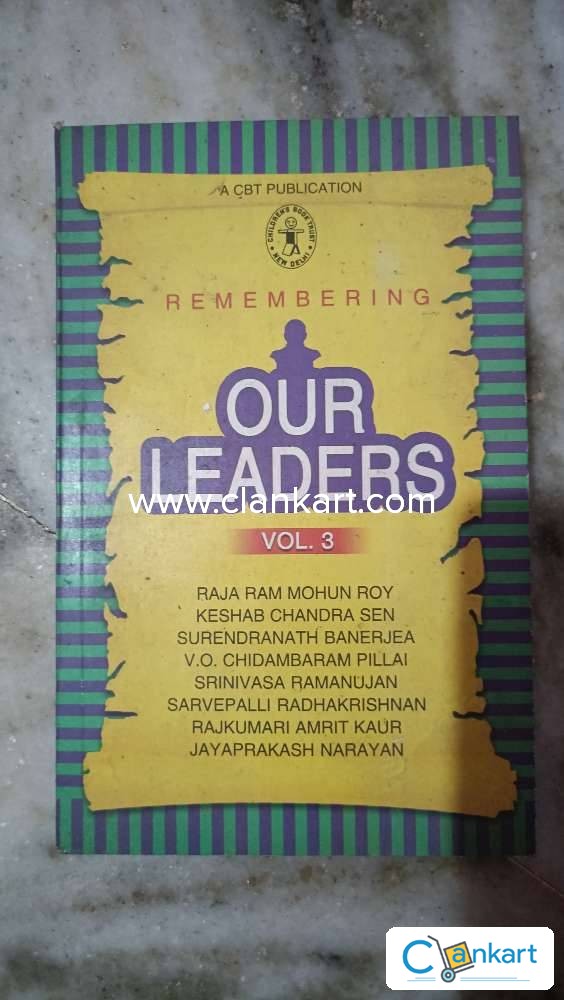 A CBT PUBLICATION
CHILDREN'S BOOK TRUST
NEW DELHI
REMEMBERING
OUR
LEADERS
www.clankart.com
VOL. 3
RAJA RAM MOHUN ROY
KESHAB CHANDRA SEN
SURENDRANATH BANERJEA
V.O. CHIDAMBARAM PILLAI
SRINIVASA RAMANUJAN
SARVEPALLI RADHAKRISHNAN
RAJKUMARI AMRIT KAUR
JAYAPRAKASH NARAYAN
Clankart